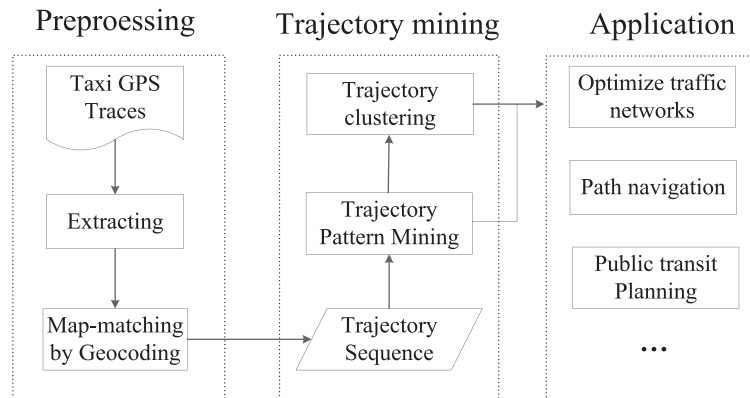 Preproessing
Taxi GPS
Traces
Extracting
Map-matching
by Geocoding
Trajectory mining
Trajectory
clustering
Trajectory
Pattern Mining
Trajectory
Sequence
Application
Optimize traffic
networks
Path navigation
Public transit
Planning
...